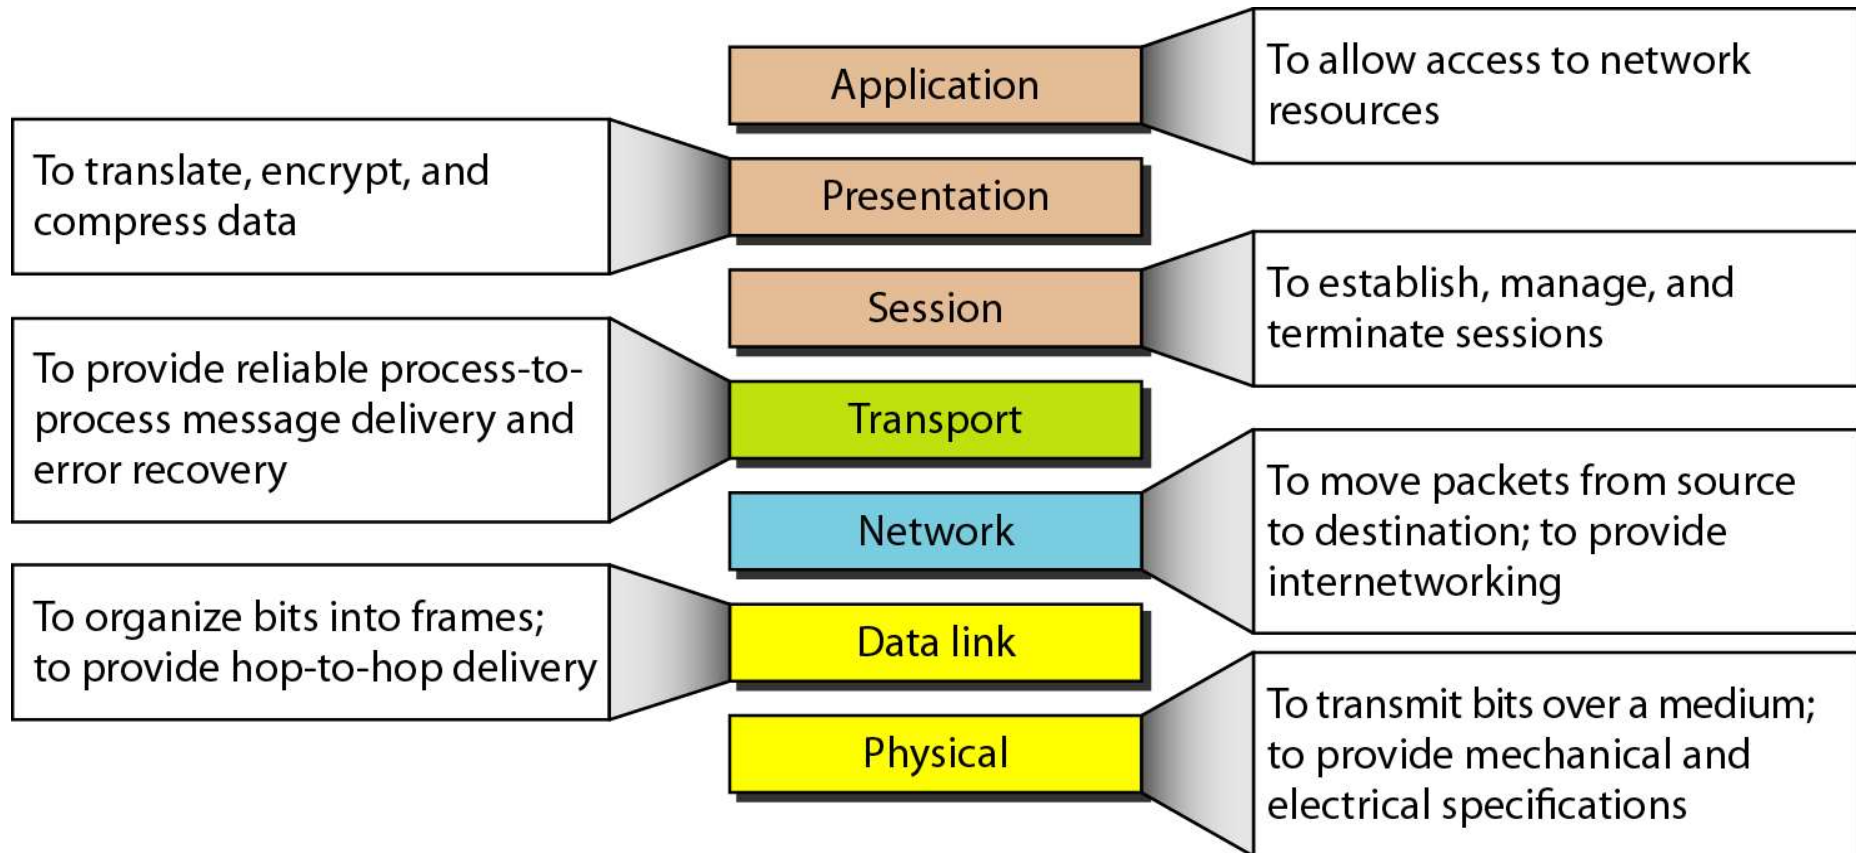 Application
To allow access to network
resources
To translate, encrypt, and
compress data
Presentation
Session
To establish, manage, and
terminate sessions
To provide reliable process-to-
process message delivery and
error recovery
Transport
Network
To move packets from source
to destination; to provide
internetworking
To organize bits into frames;
to provide hop-to-hop delivery
Data link
Physical
To transmit bits over a medium;
to provide mechanical and
electrical specifications